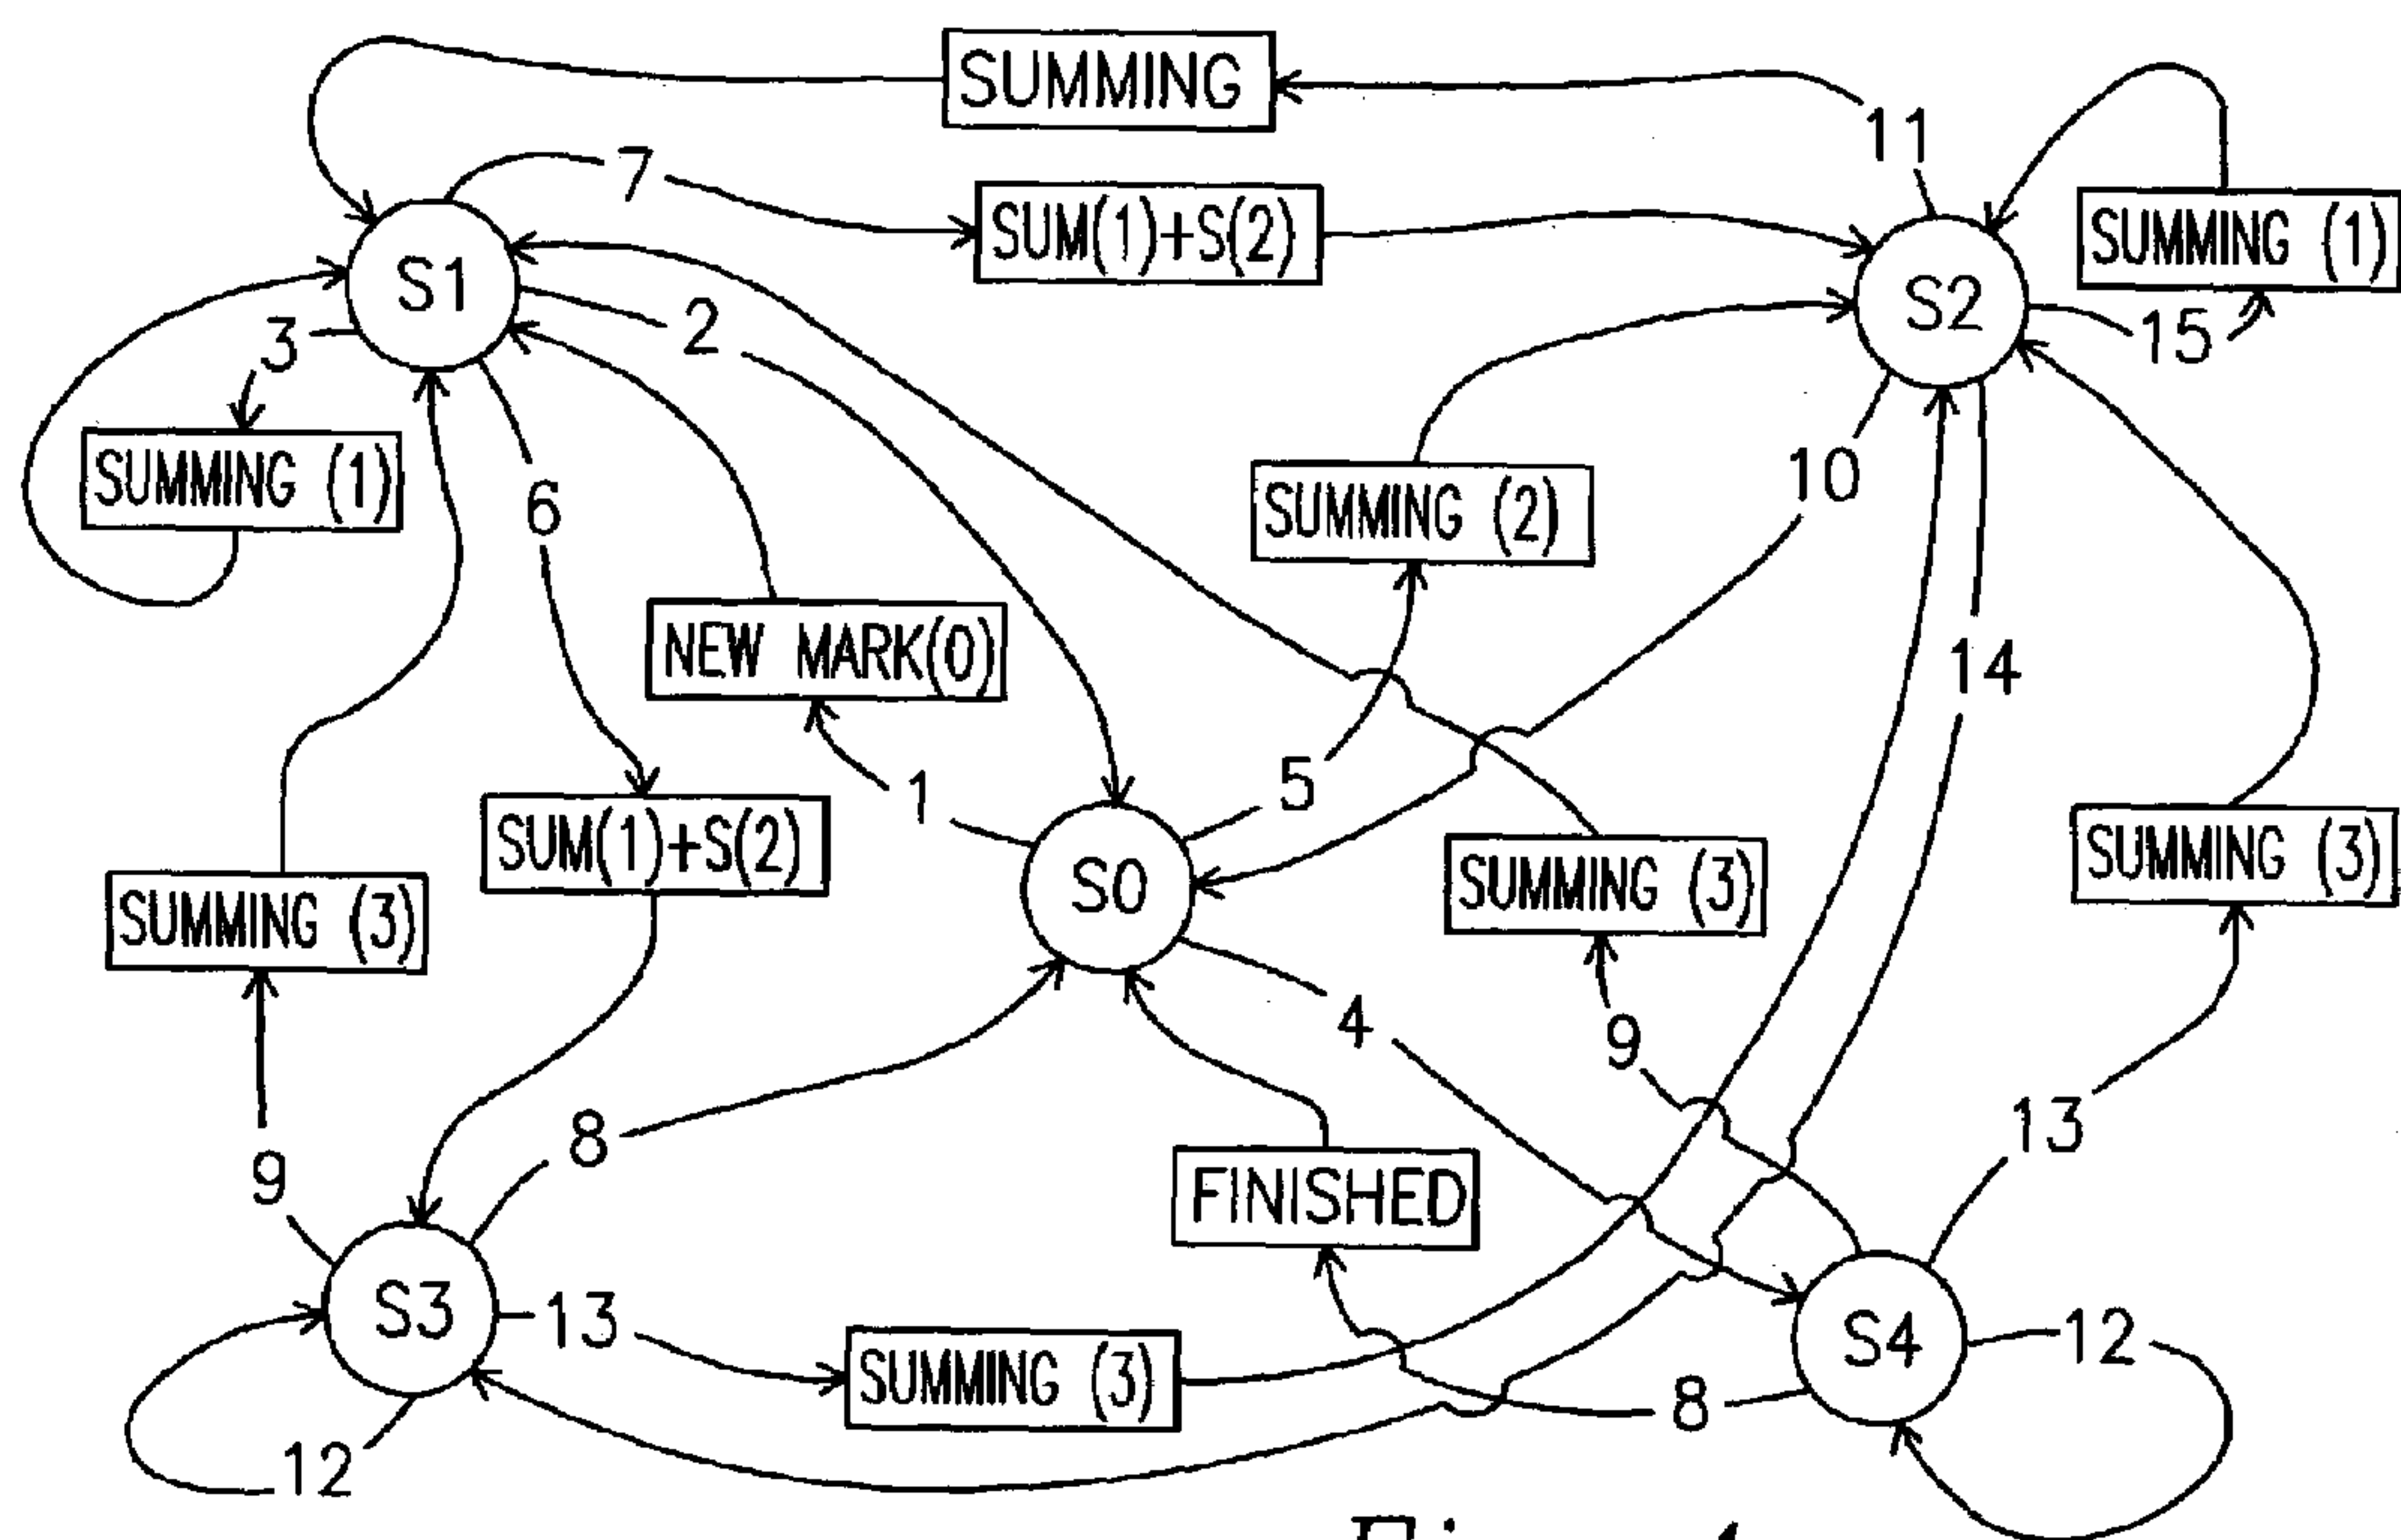 SUMMING
11
7
SUM(1)+S(2)
SUMMING (1)
S1
2
S2
15
3
SUMMING (1)
6
SUMMING (2)
10
NEW MARK(0)
14
1
5
SUM(1)+S(2)
SUMMING (3)
S0
SUMMING (3)
SUMMING (3)
4
9
13
8
9
FINISHED
S3
13
SUMMING (3)
S4
12
8
12